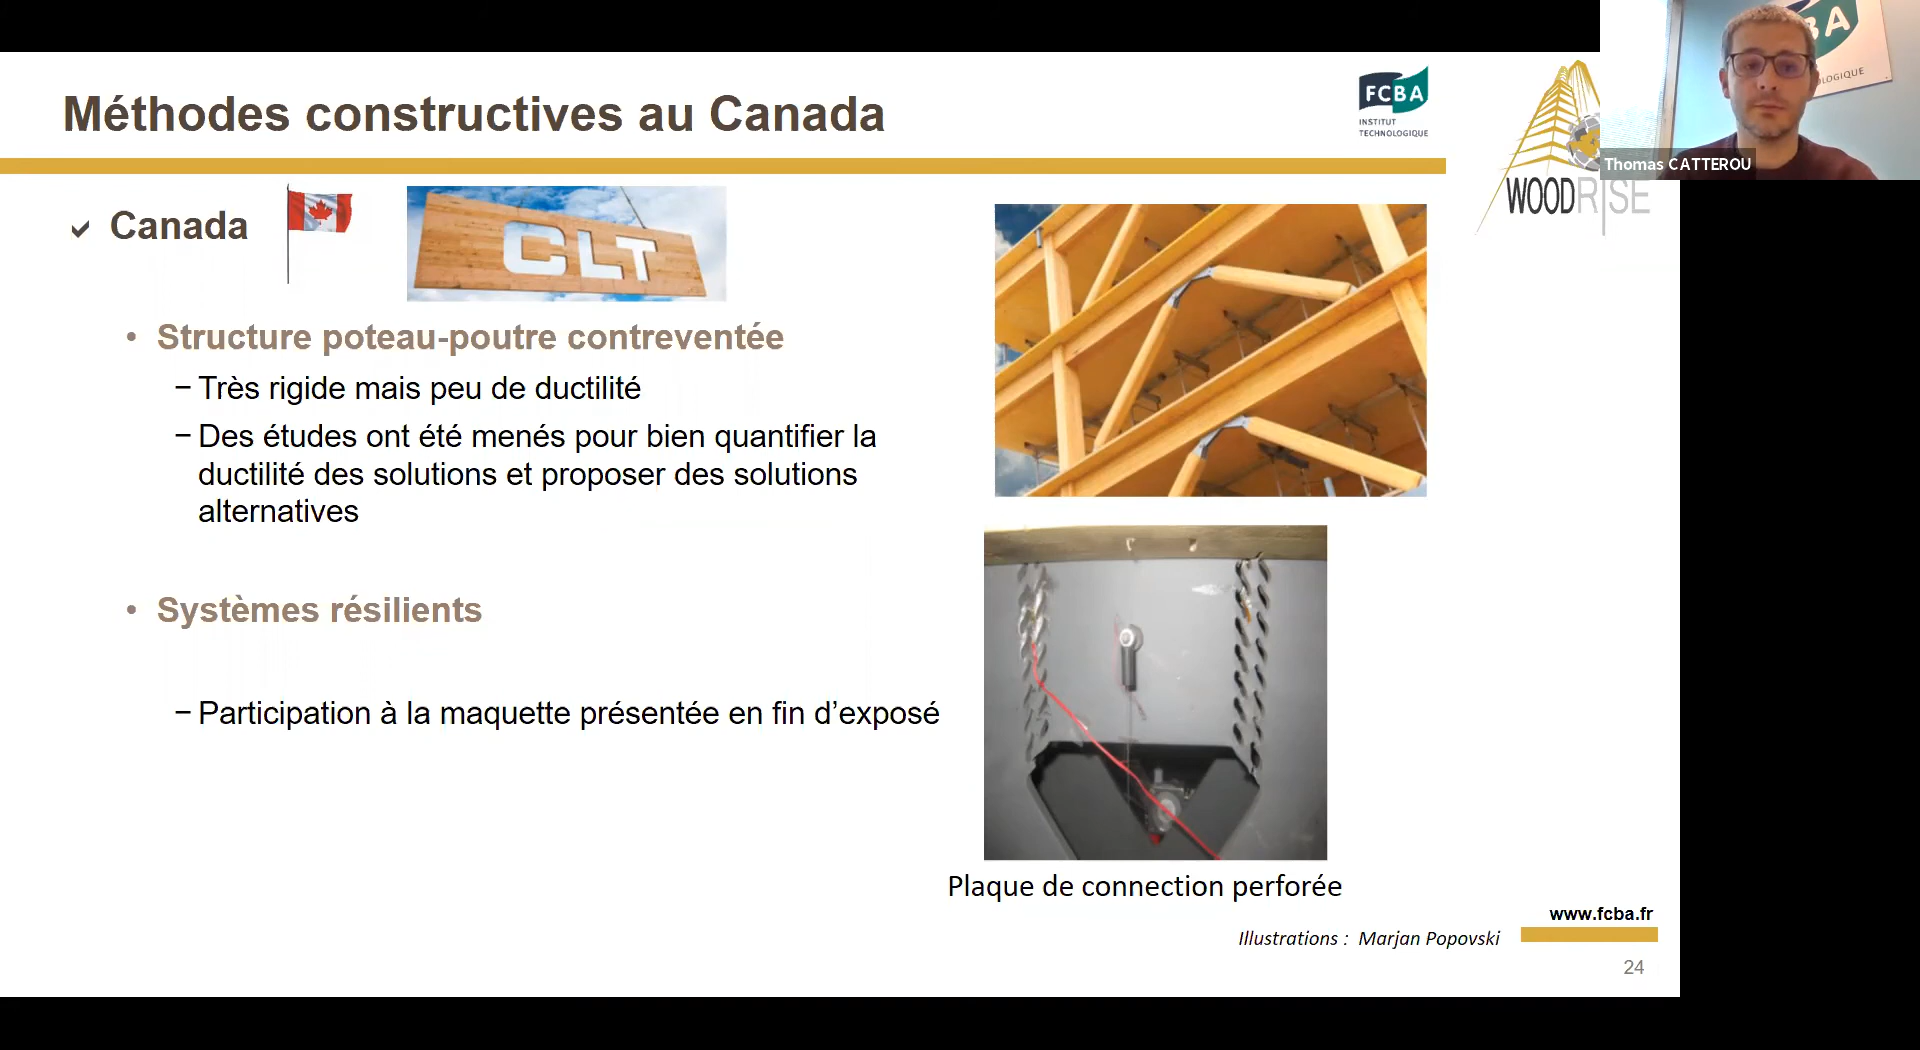 Méthodes constructives au Canada
FCBA
INSTITUT
TECHNOLOGIQUE
WOODRISE
BA
OLOGIQUE
Thomas CATTEROU
Canada
CLT
• Structure poteau-poutre contreventée
– Très rigide mais peu de ductilité
– Des études ont été menés pour bien quantifier la
ductilité des solutions et proposer des solutions
alternatives
• Systèmes résilients
– Participation à la maquette présentée en fin d’exposé
Plaque de connection perforée
www.fcba.fr
Illustrations : Marjan Popovski
24